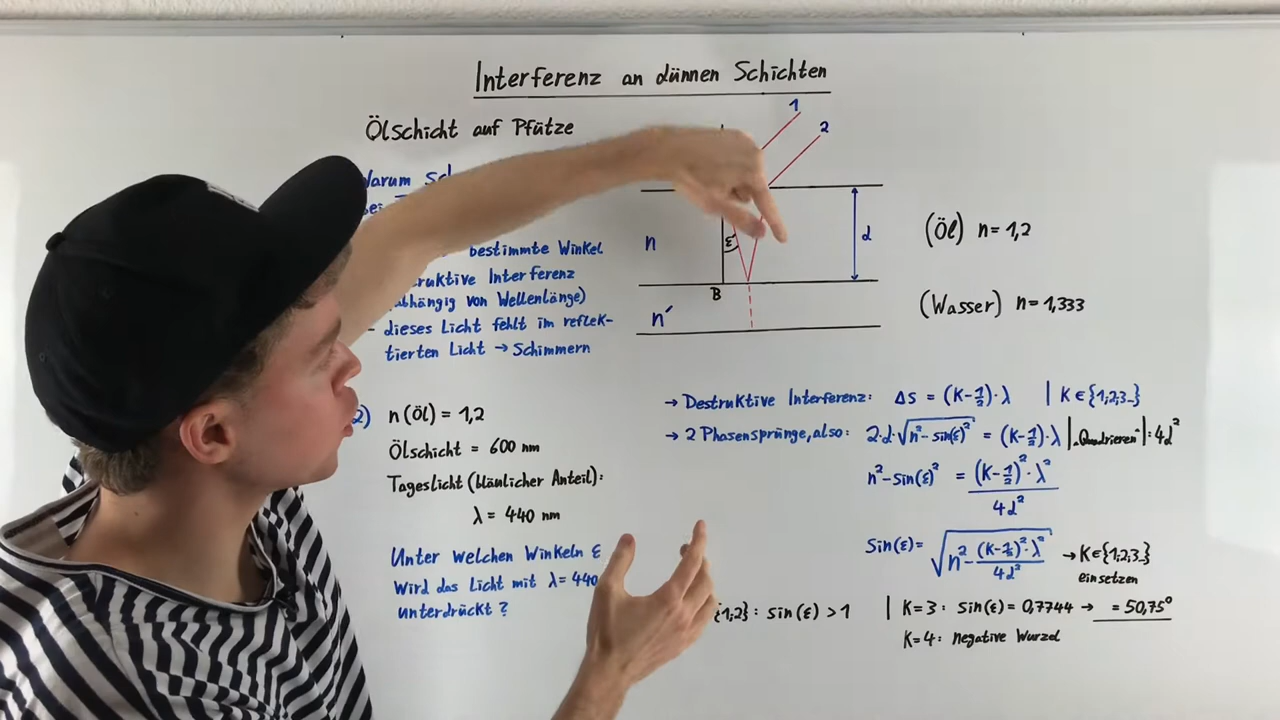 Interferenz an dünnen Schichten
Ölschicht auf Pfütze
bestimmte Winkel
Interferenz
von Wellenlänge)
- dieses Licht fehlt im reflek-
tierten Licht → Schimmern
1
2
n
ε'
d
B
n'
(Öl) n = 1,2
(Wasser) n = 1,333
2) n (Öl) = 1,2
Ölschicht = 600 nm
Tageslicht (bläulicher Anteil):
λ = 440 nm
Unter welchen Winkeln ε
Wird das Licht mit λ = 440
unterdrückt?
→ Destruktive Interferenz: Δs = (K-1/2)·λ | K ∈ {1;2;3...}
→ 2 Phasensprünge, also: 2·d·√(n²-sin(ε)²) = (K-1/2)·λ |„Quadrieren“|:4d²
n²-sin(ε)² = (K-1/2)²·λ² / 4d²
Sin(ε) = √(n² - (K-1/2)²·λ² / 4d²) → K ∈ {1;2;3...}
einsetzen
{1;2}: sin(ε) > 1 | K=3: sin(ε) = 0,7744 → = 50,75°
K=4: negative Wurzel